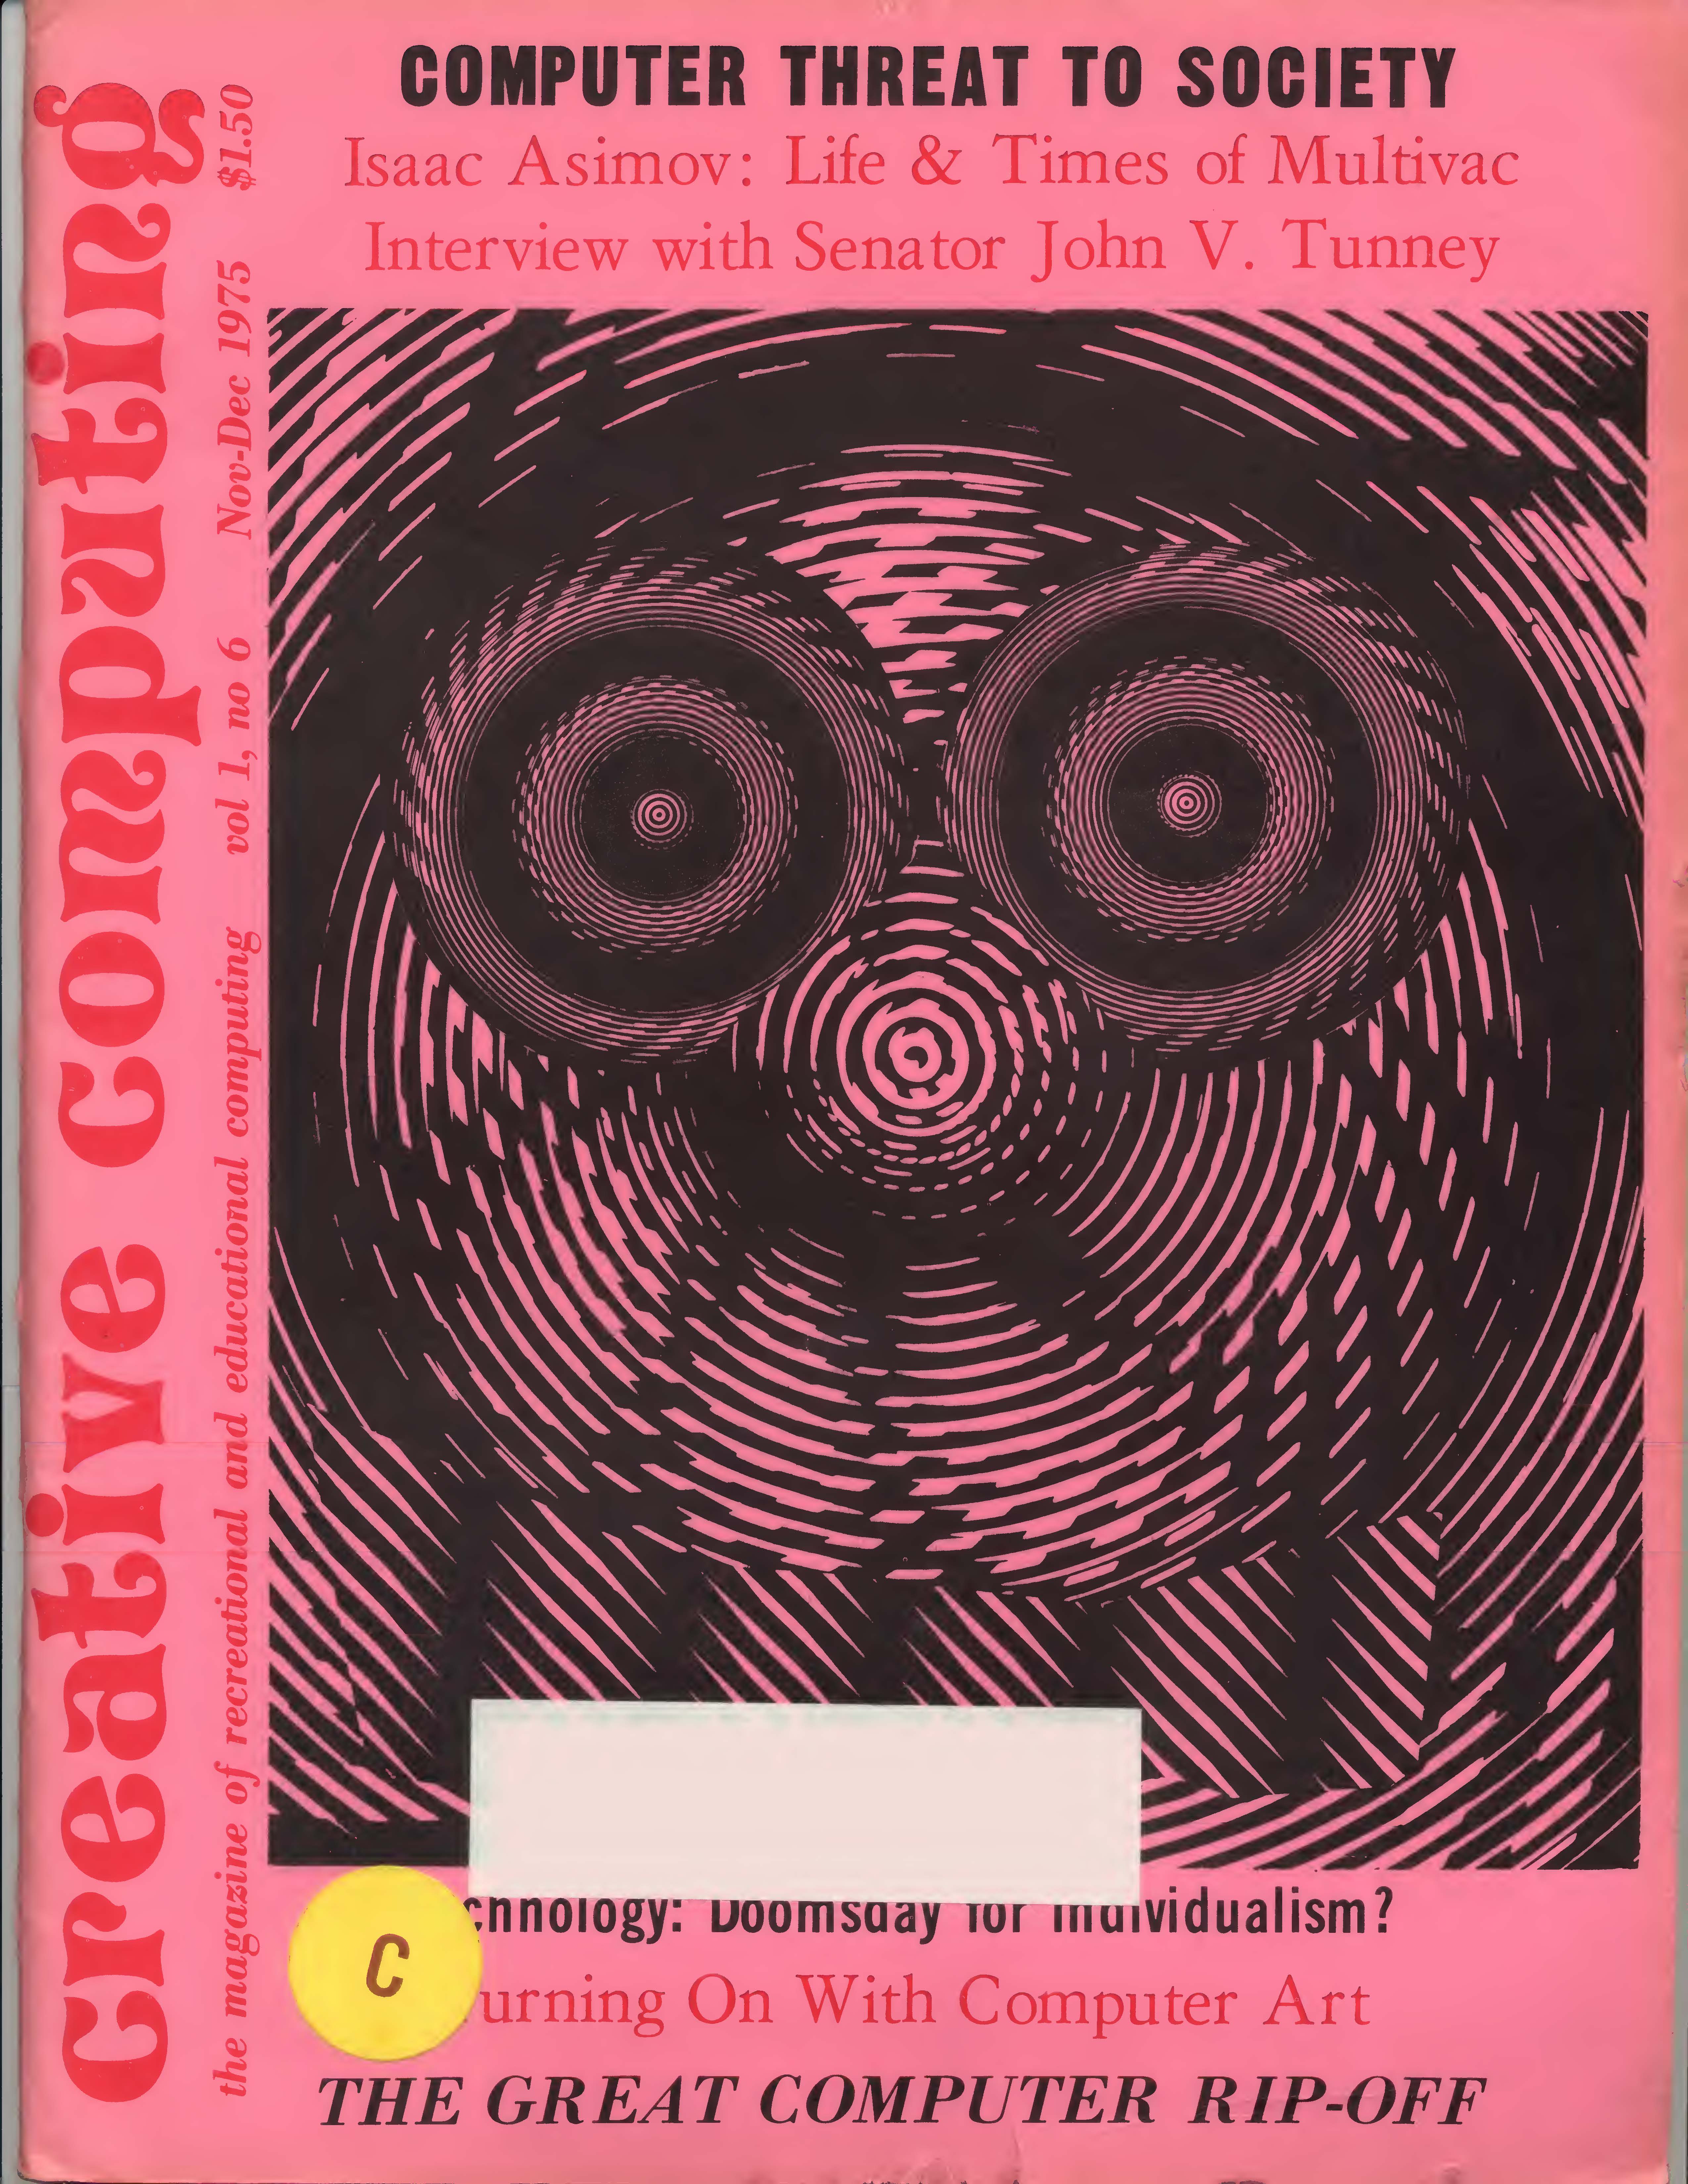 COMPUTER THREAT TO SOCIETY
Isaac Asimov: Life & Times of Multivac
Interview with Senator John V. Tunney
creative computing
the magazine of recreational and educational computing vol 1, no 6 Nov-Dec 1975 $1.50
chnology: Doomsday for Individualism?
urning On With Computer Art
C
THE GREAT COMPUTER RIP-OFF